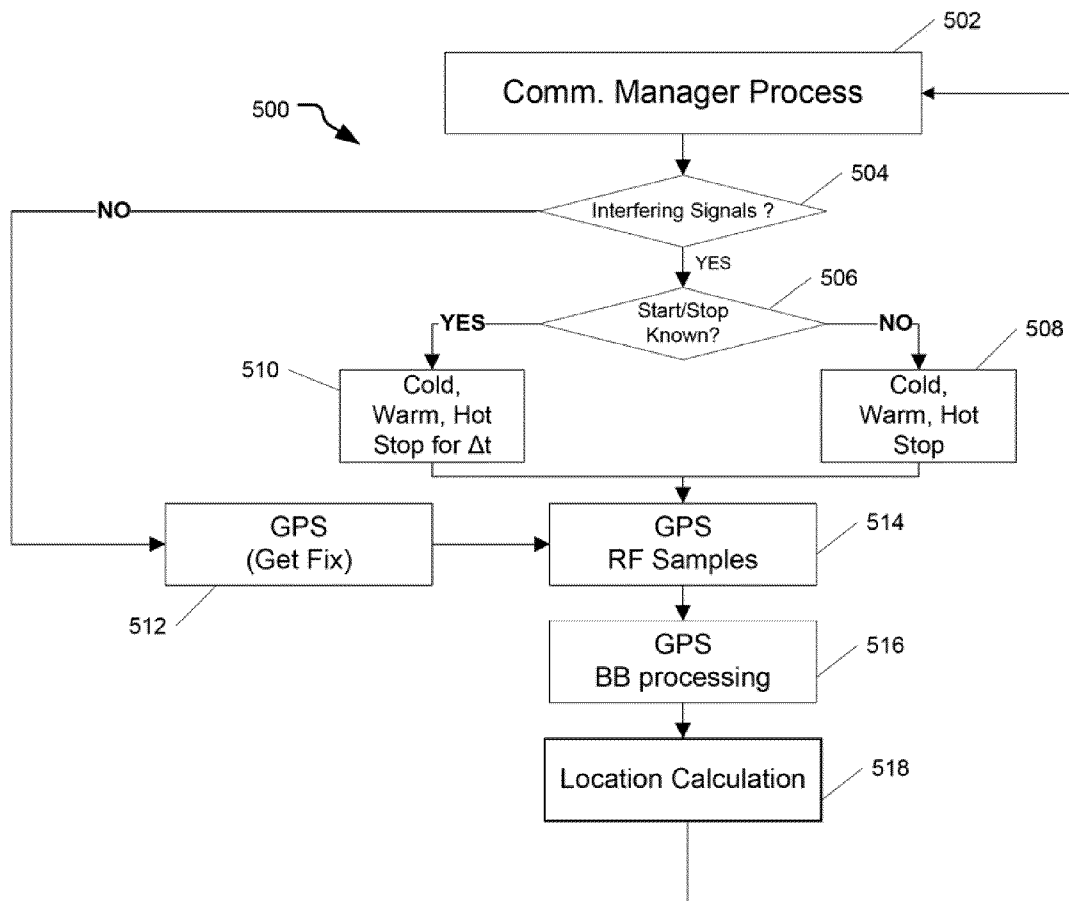 502
Comm. Manager Process
500
504
NO
Interfering Signals ?
YES
506
Start/Stop
Known?
YES
NO
508
510
Cold,
Warm, Hot
Stop for Δt
Cold,
Warm, Hot
Stop
GPS
(Get Fix)
512
GPS
RF Samples
514
GPS
BB processing
516
Location Calculation
518